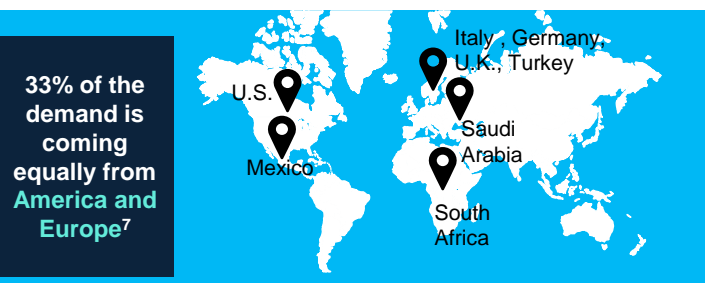 33% of the
demand is
coming
equally from
America and
Europe7
Italy , Germany,
U.K., Turkey
U.S.
Saudi
Arabia
Mexico
South
Africa